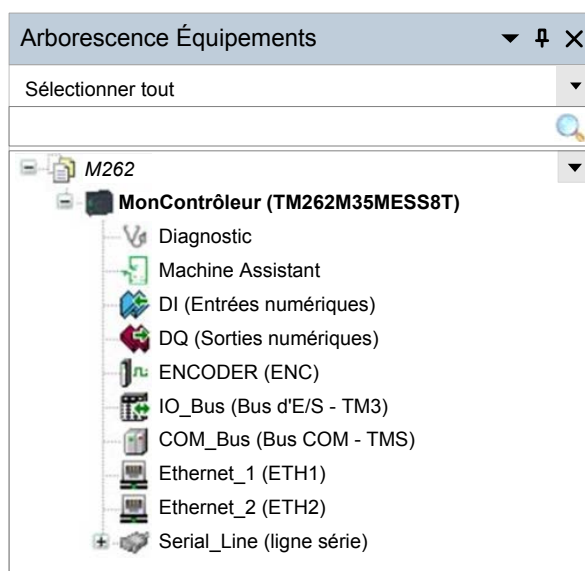 Arborescence Équipements
Sélectionner tout
M262
MonContrôleur (TM262M35MESS8T)
Diagnostic
Machine Assistant
DI (Entrées numériques)
DQ (Sorties numériques)
ENCODER (ENC)
IO_Bus (Bus d'E/S - TM3)
COM_Bus (Bus COM - TMS)
Ethernet_1 (ETH1)
Ethernet_2 (ETH2)
Serial_Line (ligne série)